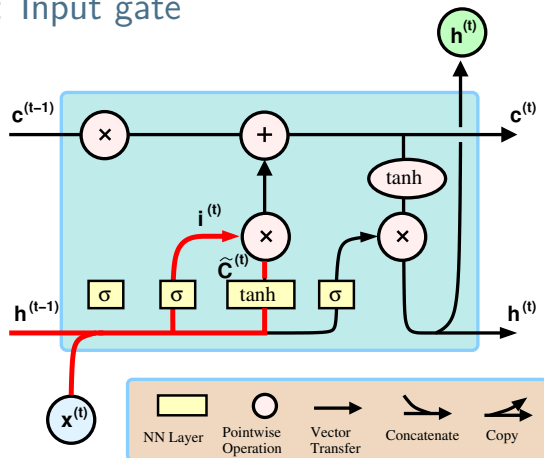 : Input gate
h^(t)
c^(t−1)
c^(t)
× +
tanh
i^(t)
× ×
C̃^(t)
σ σ tanh σ
h^(t−1)
h^(t)
x^(t)
NN Layer
Pointwise Operation
Vector Transfer
Concatenate
Copy